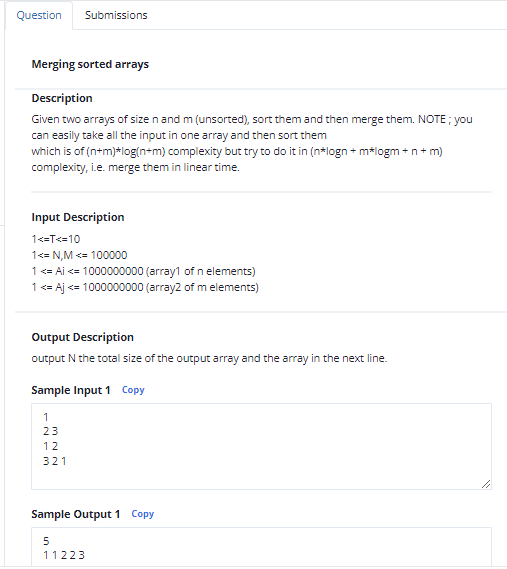 Question Submissions
Merging sorted arrays
Description
Given two arrays of size n and m (unsorted), sort them and then merge them. NOTE ; you
can easily take all the input in one array and then sort them
which is of (n+m)*log(n+m) complexity but try to do it in (n*logn + m*logm + n + m)
complexity, i.e. merge them in linear time.
Input Description
1<=T<=10
1<= N,M <= 100000
1 <= Ai <= 1000000000 (array1 of n elements)
1 <= Aj <= 1000000000 (array2 of m elements)
Output Description
output N the total size of the output array and the array in the next line.
Sample Input 1 Copy
1
2 3
1 2
3 2 1
Sample Output 1 Copy
5
1 1 2 2 3